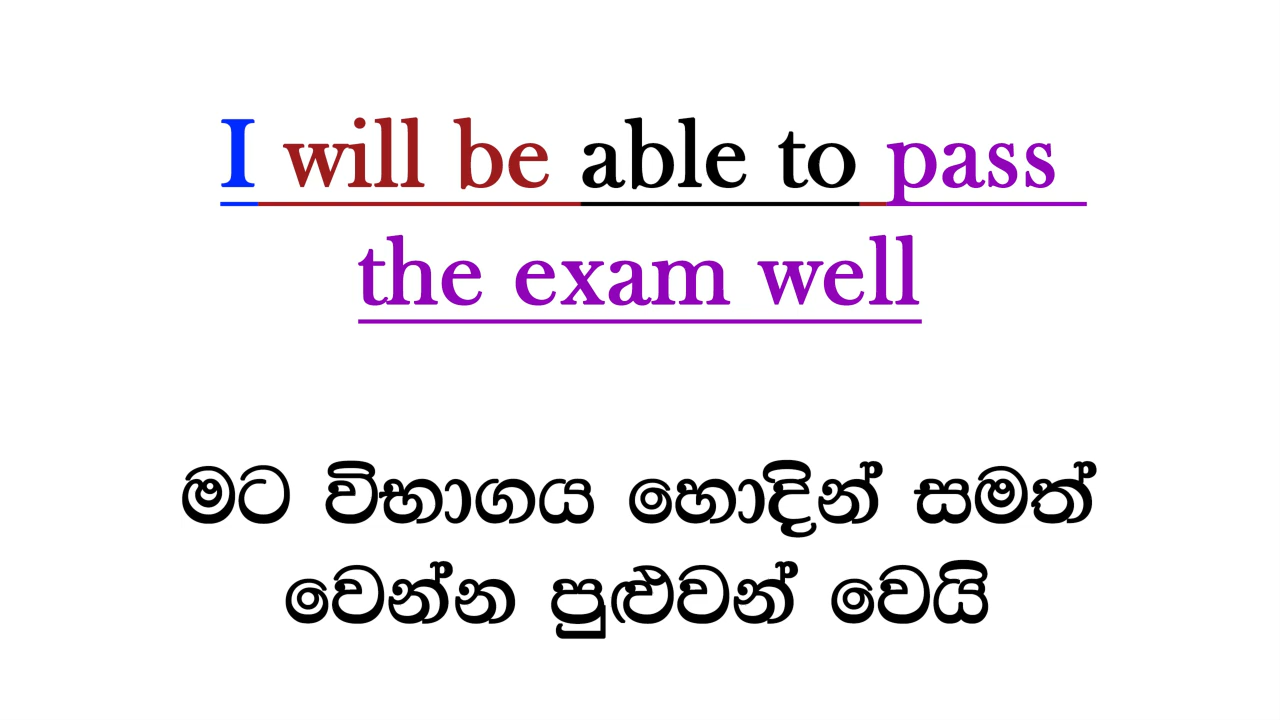 I will be able to pass
the exam well
මට විභාගය හොදින් සමත්
වෙන්න පුළුවන් වෙයි